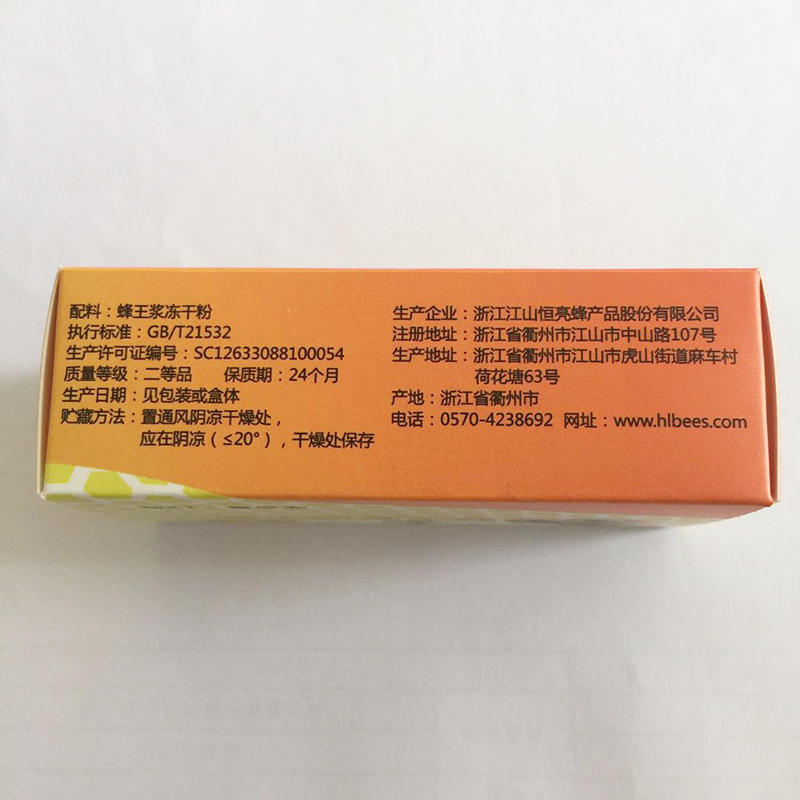 配料：蜂王浆冻干粉
执行标准：GB/T21532
生产许可证编号：SC12633088100054
质量等级：二等品 保质期：24个月
生产日期：见包装或盒体
贮藏方法：置通风阴凉干燥处，
应在阴凉（≤20°），干燥处保存
生产企业：浙江江山恒亮蜂产品股份有限公司
注册地址：浙江省衢州市江山市中山路107号
生产地址：浙江省衢州市江山市虎山街道麻车村
荷花塘63号
产地：浙江省衢州市
电话：0570-4238692 网址：www.hlbees.com